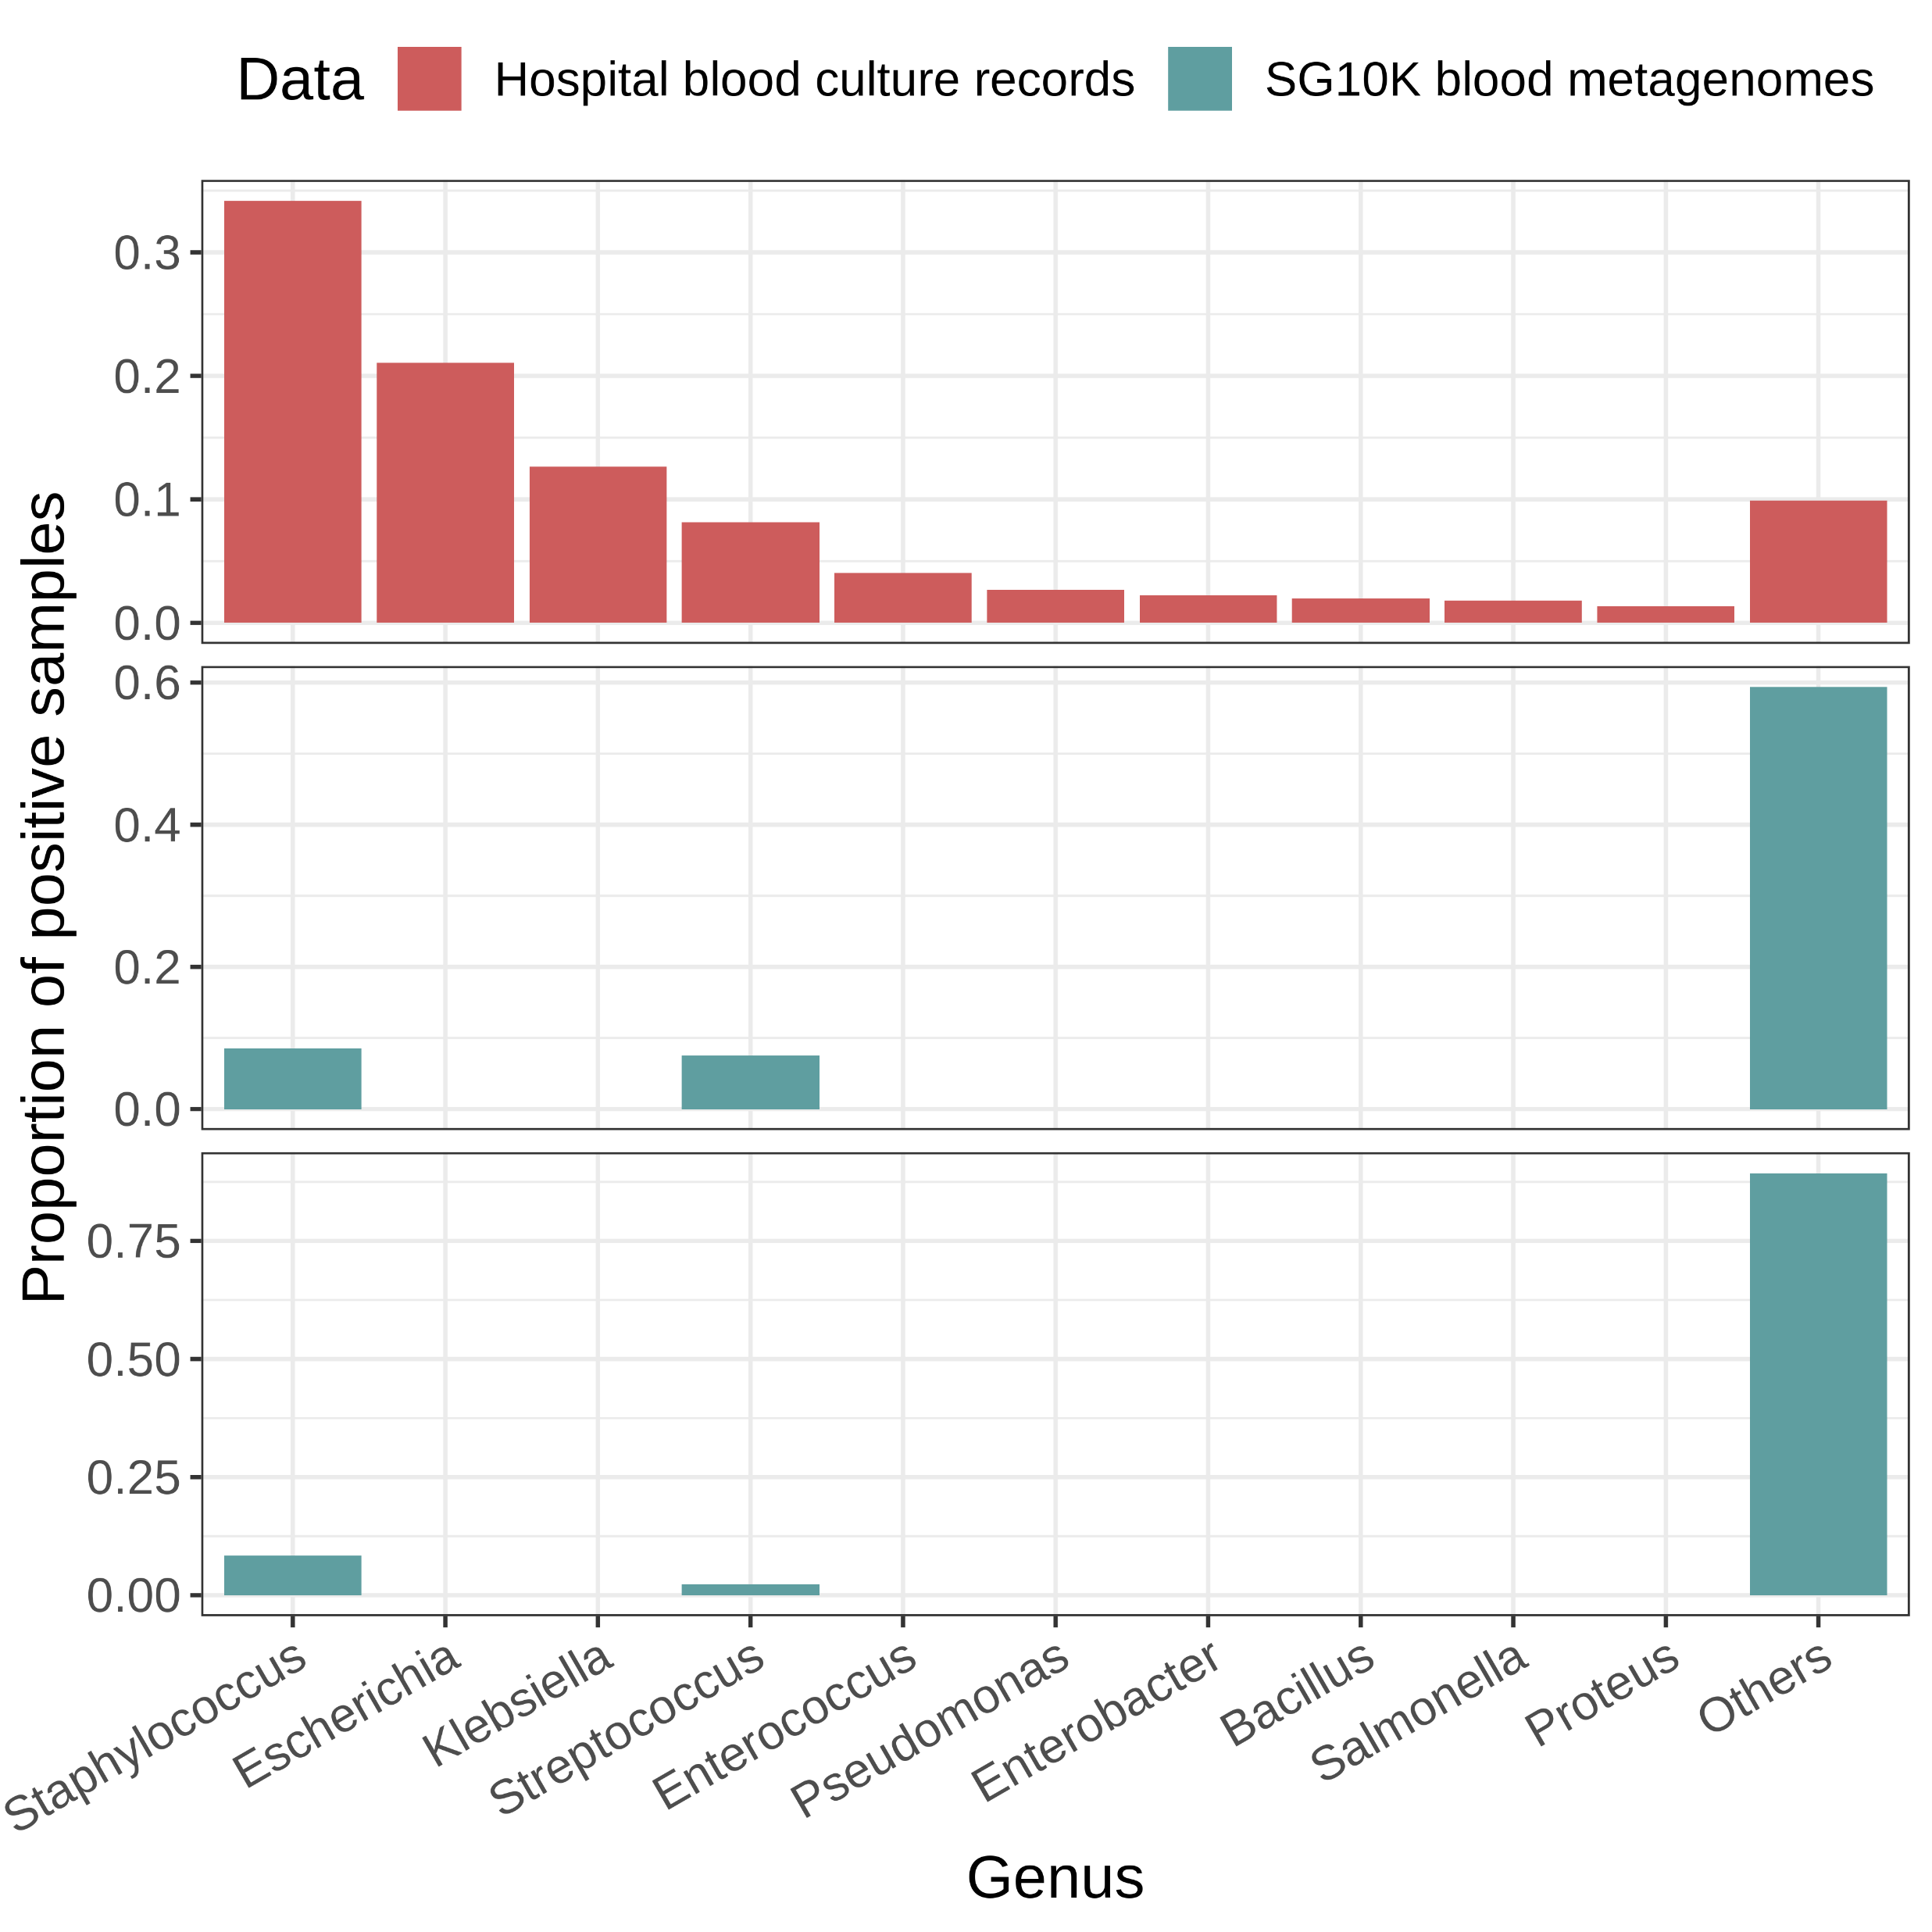 Data Hospital blood culture records SG10K blood metagenomes
Proportion of positive samples
0.3
0.2
0.1
0.0
0.6
0.4
0.2
0.0
0.75
0.50
0.25
0.00
Staphylococcus
Escherichia
Klebsiella
Streptococcus
Enterococcus
Pseudomonas
Enterobacter
Bacillus
Salmonella
Proteus
Others
Genus